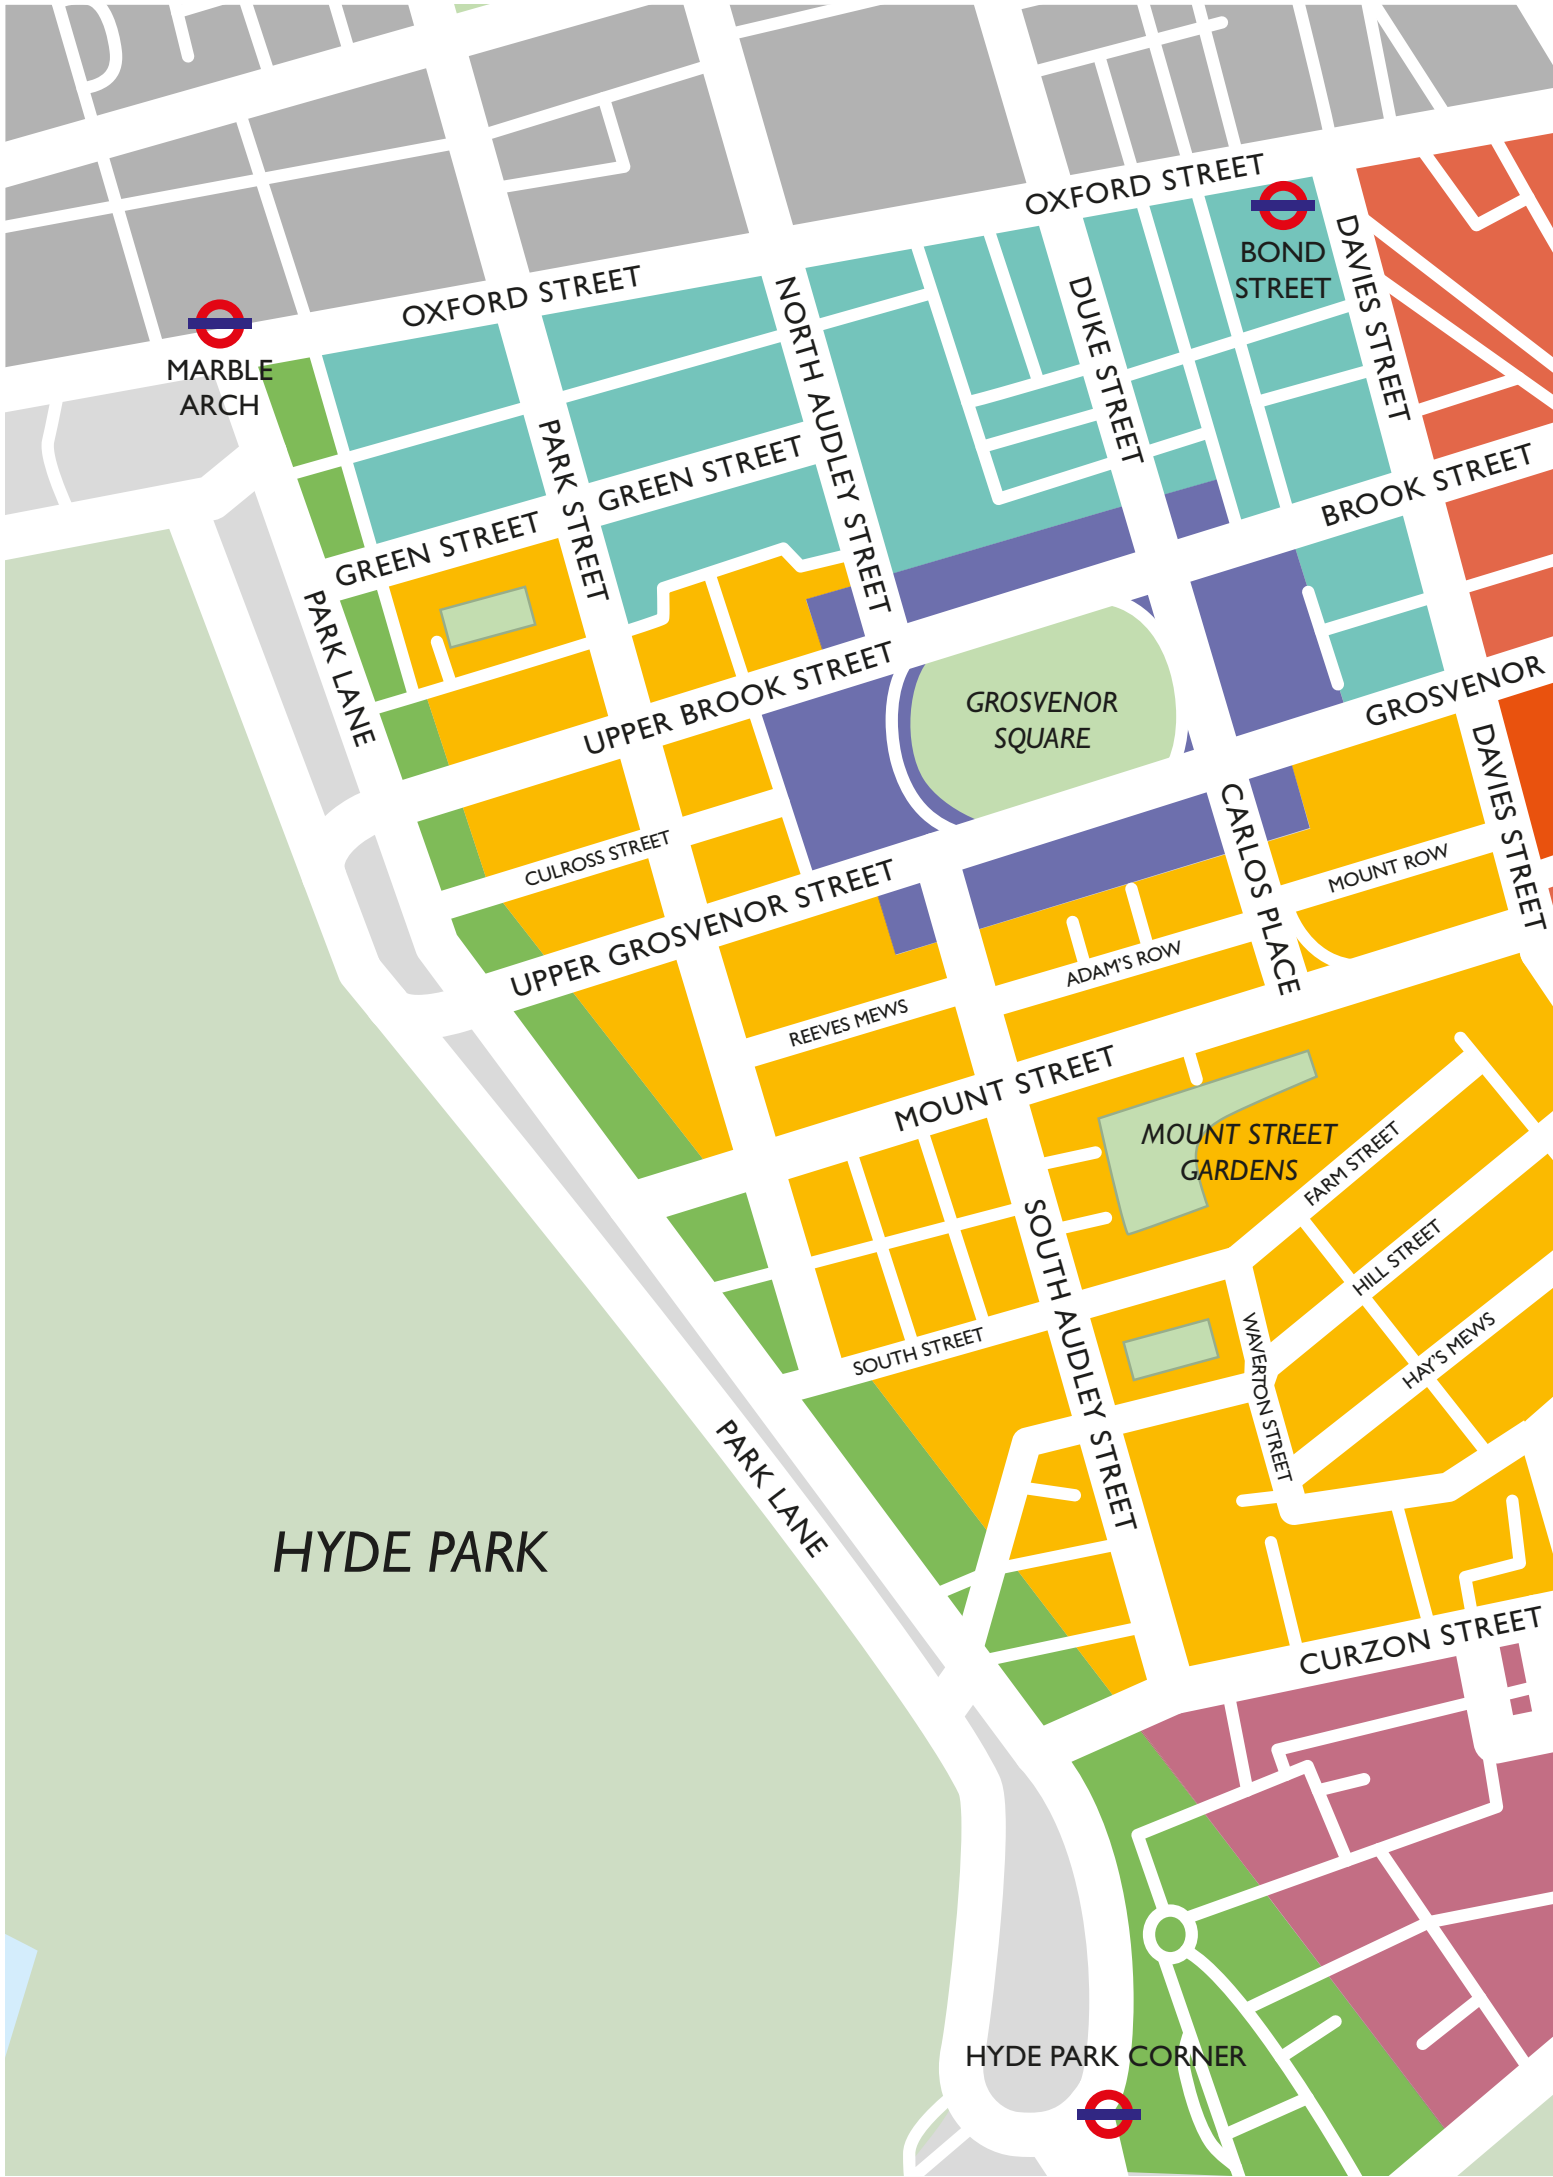 OXFORD STREET
BOND
STREET
DAVIES STREET
OXFORD STREET
NORTH AUDLEY STREET
DUKE STREET
MARBLE
ARCH
PARK STREET
GREEN STREET
BROOK STREET
GREEN STREET
PARK LANE
UPPER BROOK STREET
GROSVENOR
SQUARE
GROSVENOR
DAVIES STREET
CARLOS PLACE
CULROSS STREET
MOUNT ROW
UPPER GROSVENOR STREET
ADAM'S ROW
REEVES MEWS
MOUNT STREET
MOUNT STREET
GARDENS
FARM STREET
SOUTH AUDLEY STREET
HILL STREET
WAVERTON STREET
HAY'S MEWS
SOUTH STREET
PARK LANE
HYDE PARK
CURZON STREET
HYDE PARK CORNER